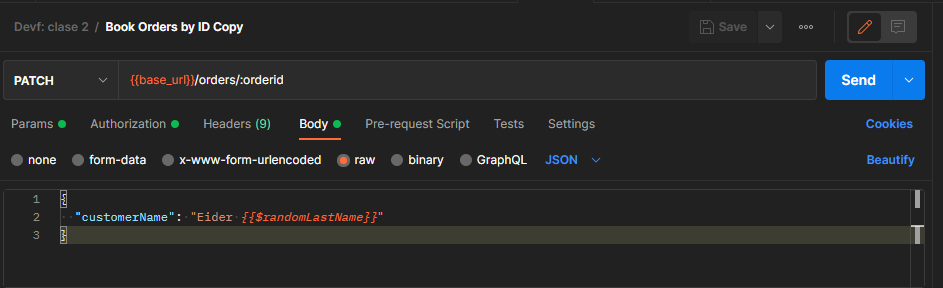 Devf: clase 2 / Book Orders by ID Copy Save
PATCH {{base_url}}/orders/:orderid Send
Params Authorization Headers (9) Body Pre-request Script Tests Settings Cookies
none form-data x-www-form-urlencoded raw binary GraphQL JSON Beautify
1 {
2 "customerName": "Eider {{$randomLastName}}"
3 }